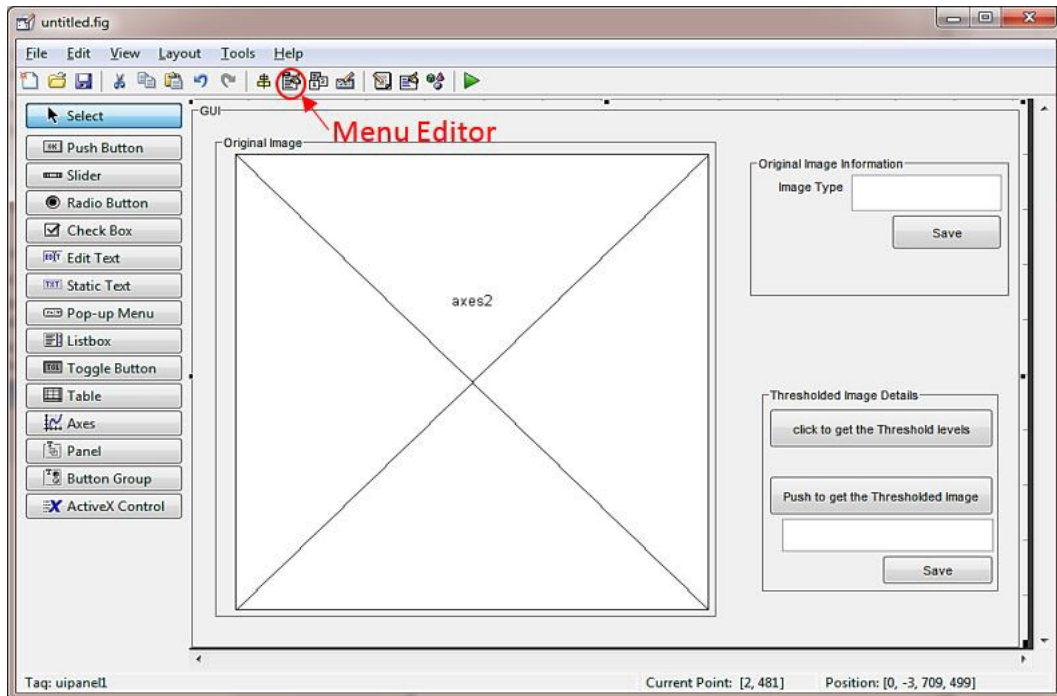 untitled.fig
File Edit View Layout Tools Help
Menu Editor
Select
Push Button
Slider
Radio Button
Check Box
Edit Text
Static Text
Pop-up Menu
Listbox
Toggle Button
Table
Axes
Panel
Button Group
ActiveX Control
GUI
Original Image
axes2
Original Image Information
Image Type
Save
Thresholded Image Details
click to get the Threshold levels
Push to get the Thresholded Image
Save
Tag: uipanel1 Current Point: [2, 481] Position: [0, -3, 709, 499]